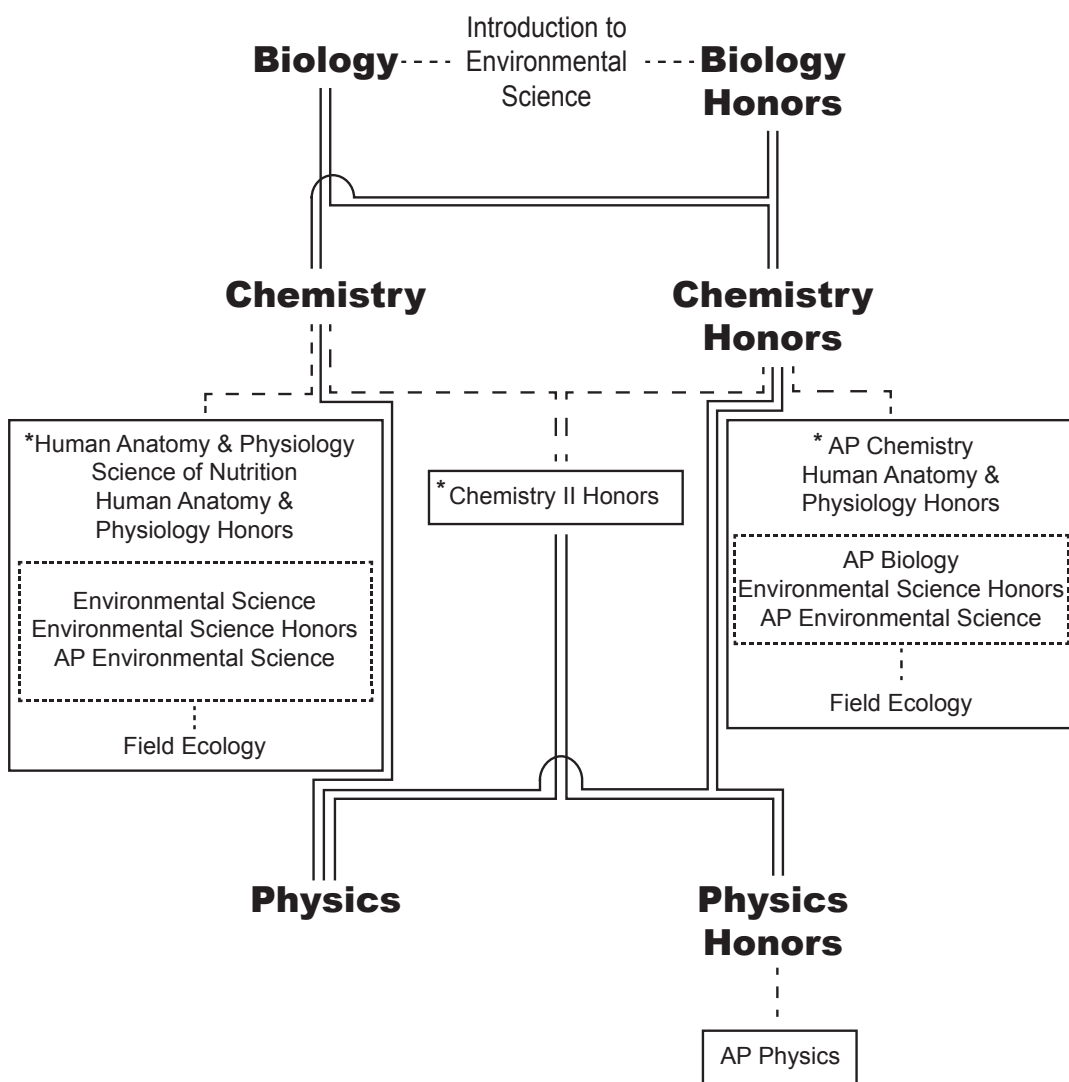 Introduction to
Environmental
Science
Biology
Biology
Honors
Chemistry
Chemistry
Honors
*Human Anatomy & Physiology
Science of Nutrition
Human Anatomy &
Physiology Honors
Environmental Science
Environmental Science Honors
AP Environmental Science
Field Ecology
*Chemistry II Honors
* AP Chemistry
Human Anatomy &
Physiology Honors
AP Biology
Environmental Science Honors
AP Environmental Science
Field Ecology
Physics
Physics
Honors
AP Physics